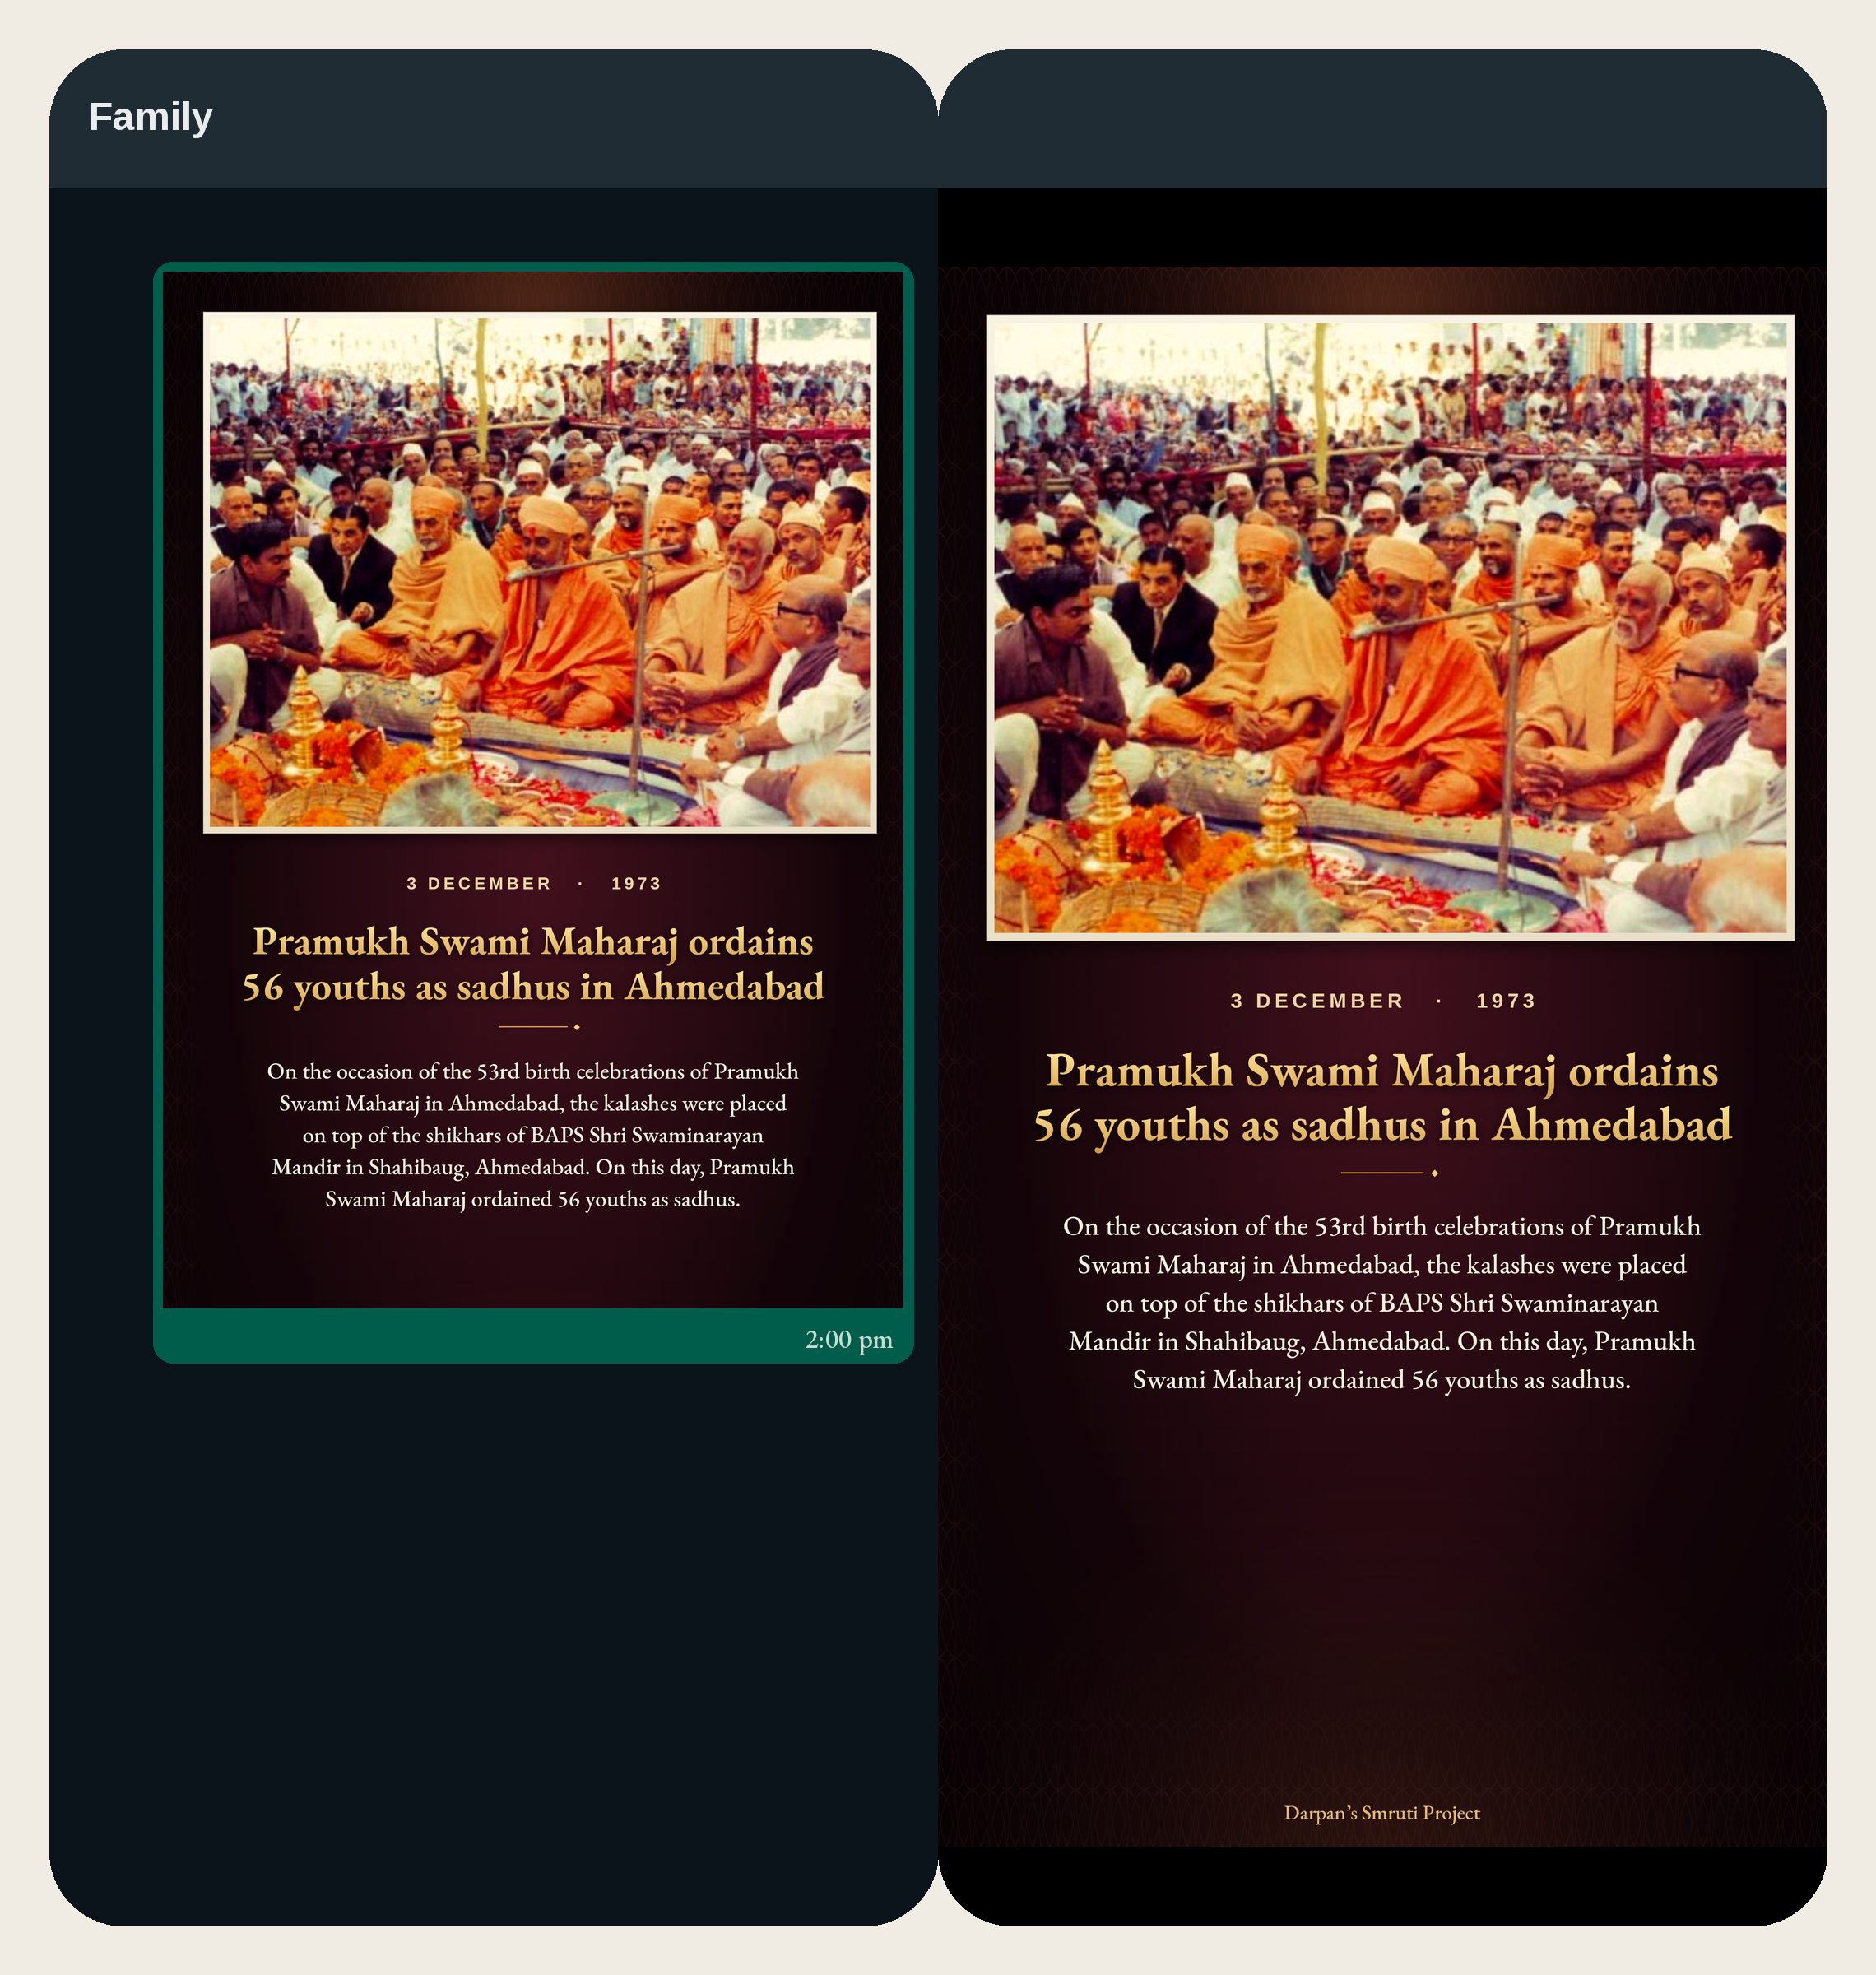 Family
3 DECEMBER · 1973
Pramukh Swami Maharaj ordains
56 youths as sadhus in Ahmedabad
On the occasion of the 53rd birth celebrations of Pramukh
Swami Maharaj in Ahmedabad, the kalashes were placed
on top of the shikhars of BAPS Shri Swaminarayan
Mandir in Shahibaug, Ahmedabad. On this day, Pramukh
Swami Maharaj ordained 56 youths as sadhus.
2:00 pm
3 DECEMBER · 1973
Pramukh Swami Maharaj ordains
56 youths as sadhus in Ahmedabad
On the occasion of the 53rd birth celebrations of Pramukh
Swami Maharaj in Ahmedabad, the kalashes were placed
on top of the shikhars of BAPS Shri Swaminarayan
Mandir in Shahibaug, Ahmedabad. On this day, Pramukh
Swami Maharaj ordained 56 youths as sadhus.
Darpan’s Smruti Project